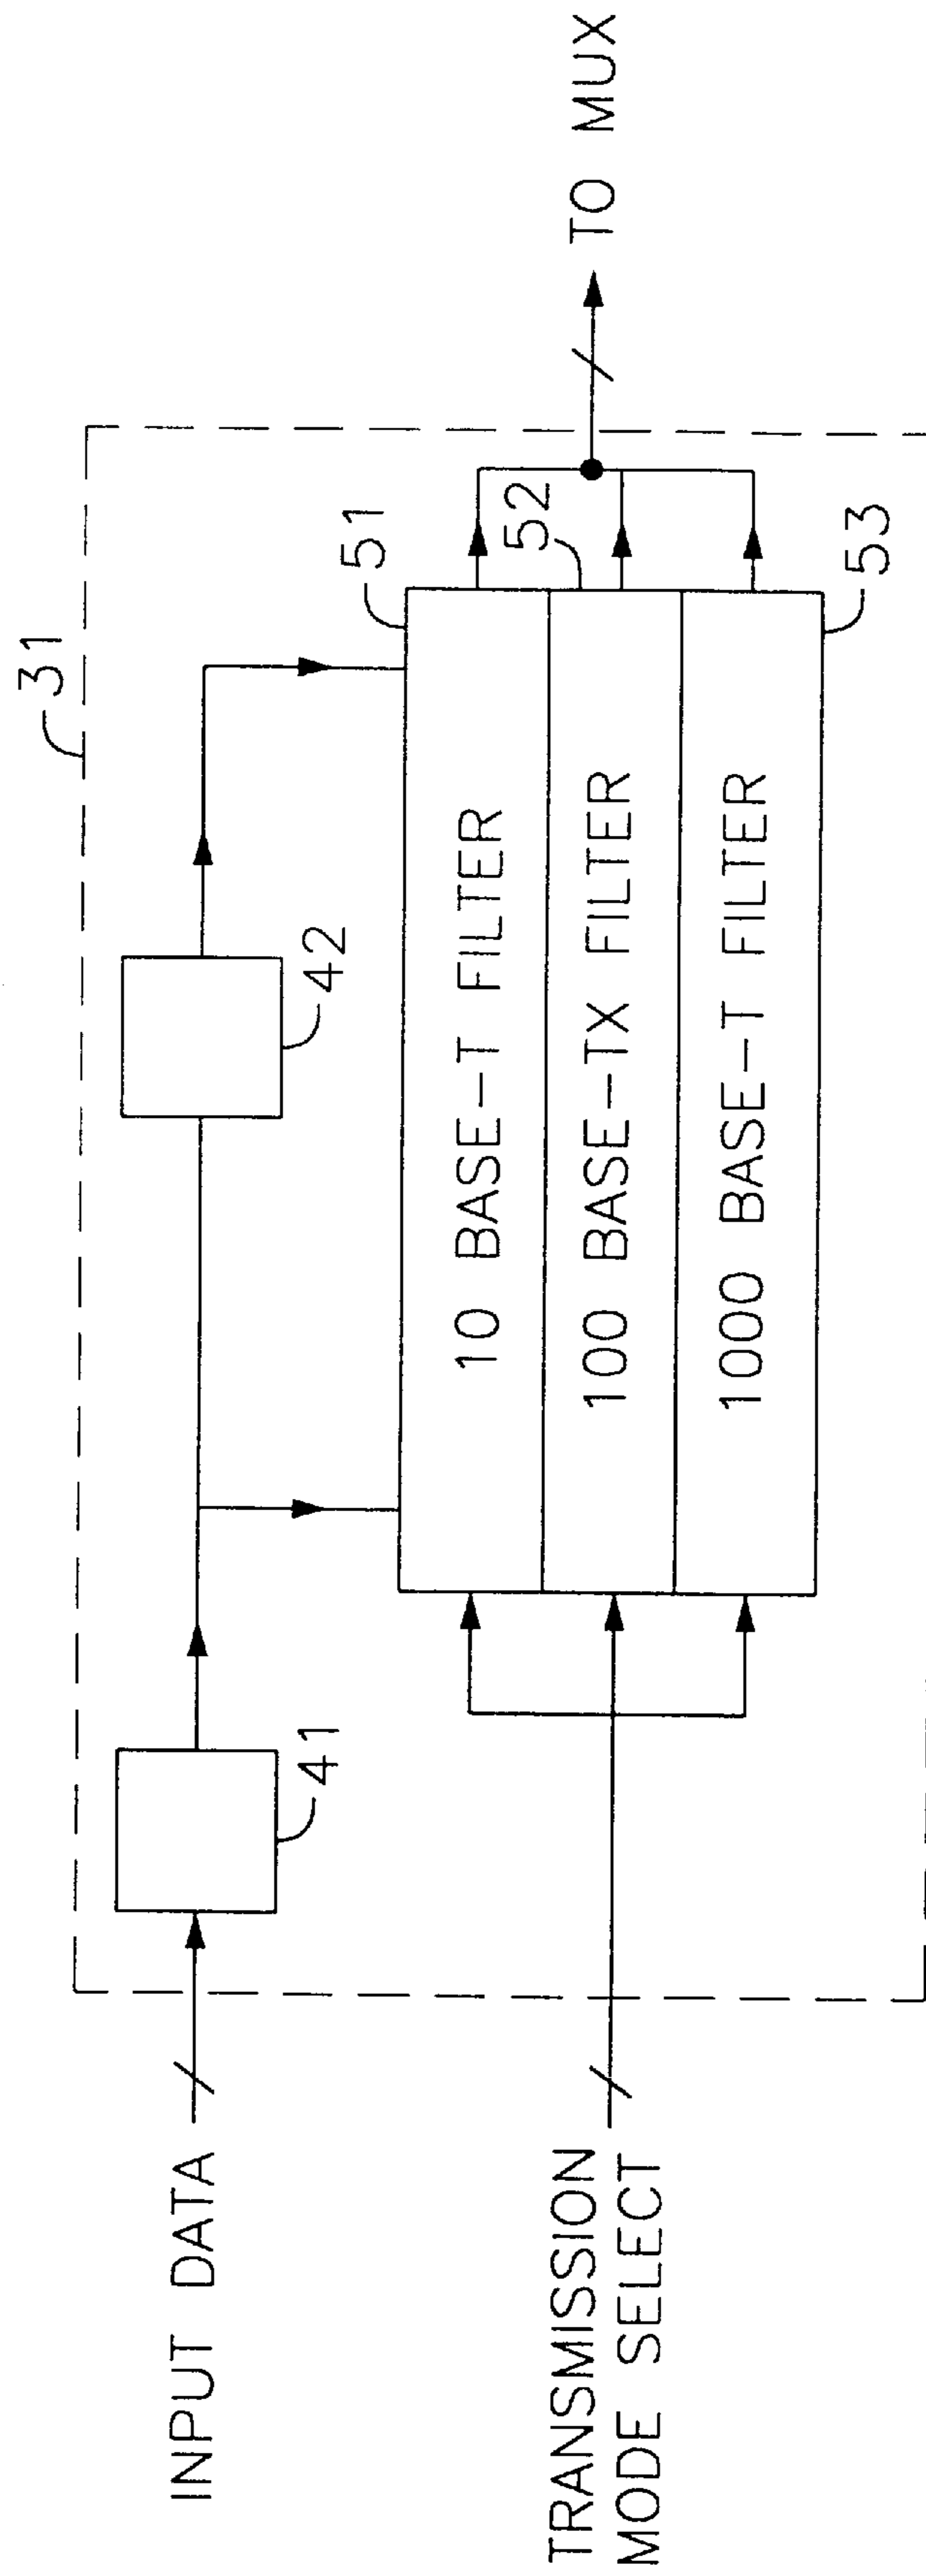 31
INPUT DATA
41
42
51
10 BASE-T FILTER
52
100 BASE-TX FILTER
1000 BASE-T FILTER
53
TRANSMISSION
MODE SELECT
TO MUX